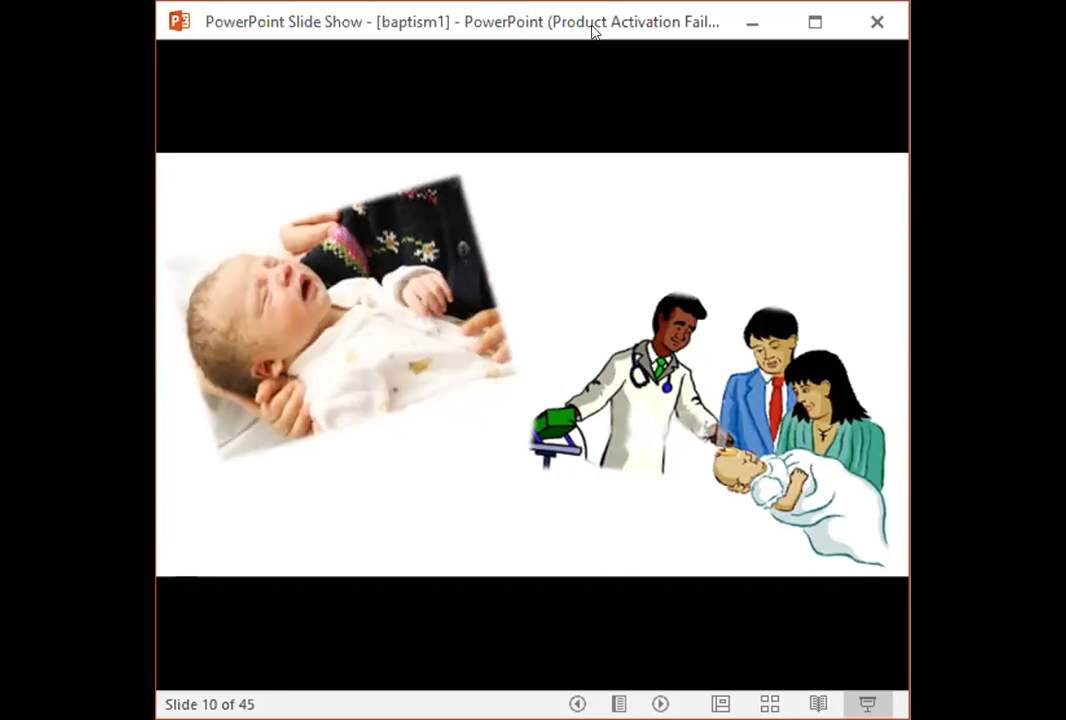 PowerPoint Slide Show - [baptism1] - PowerPoint (Product Activation Fail...
Slide 10 of 45